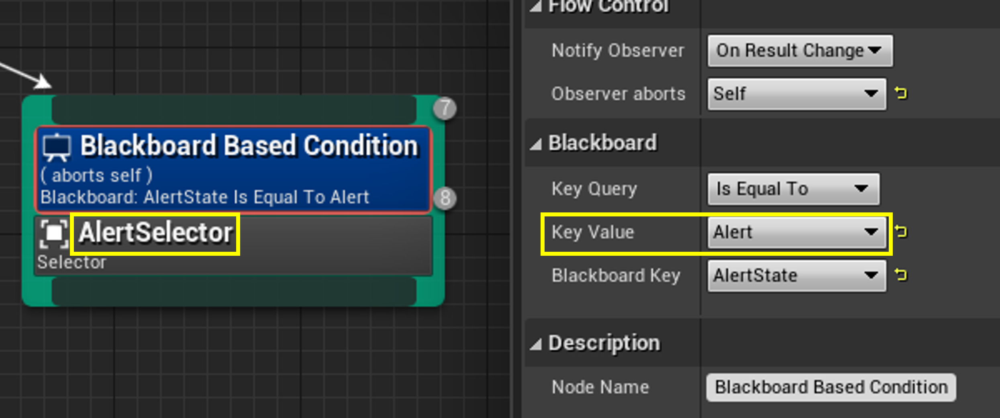 7
Blackboard Based Condition
( aborts self )
Blackboard: AlertState Is Equal To Alert
8
AlertSelector
Selector
Flow Control
Notify Observer On Result Change
Observer aborts Self
Blackboard
Key Query Is Equal To
Key Value Alert
Blackboard Key AlertState
Description
Node Name Blackboard Based Condition